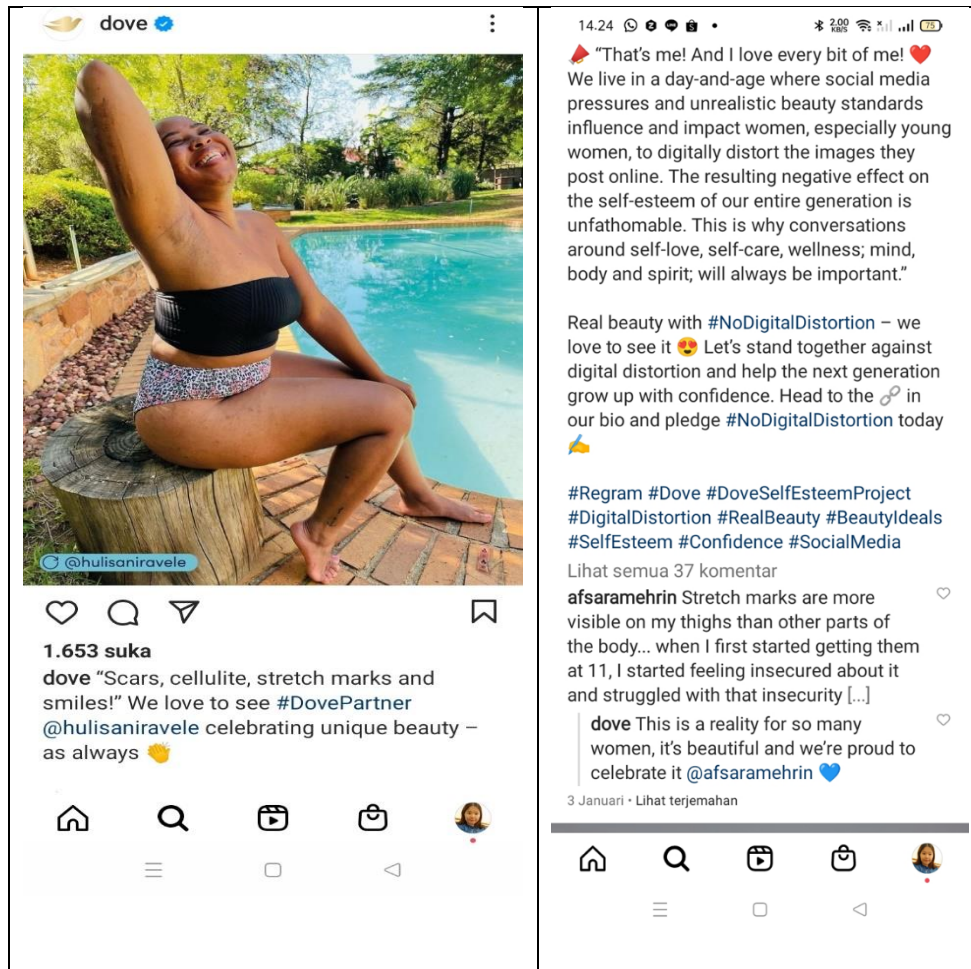 dove
@hulisaniravele
1.653 suka
dove “Scars, cellulite, stretch marks and
smiles!” We love to see #DovePartner
@hulisaniravele celebrating unique beauty –
as always 👏
14.24
2.00
KB/S
75
📣 “That’s me! And I love every bit of me! ❤️
We live in a day-and-age where social media
pressures and unrealistic beauty standards
influence and impact women, especially young
women, to digitally distort the images they
post online. The resulting negative effect on
the self-esteem of our entire generation is
unfathomable. This is why conversations
around self-love, self-care, wellness; mind,
body and spirit; will always be important.”
Real beauty with #NoDigitalDistortion – we
love to see it 😍 Let’s stand together against
digital distortion and help the next generation
grow up with confidence. Head to the 🔗 in
our bio and pledge #NoDigitalDistortion today
✍️
#Regram #Dove #DoveSelfEsteemProject
#DigitalDistortion #RealBeauty #BeautyIdeals
#SelfEsteem #Confidence #SocialMedia
Lihat semua 37 komentar
afsaramehrin Stretch marks are more
visible on my thighs than other parts of
the body... when I first started getting them
at 11, I started feeling insecured about it
and struggled with that insecurity [...]
dove This is a reality for so many
women, it’s beautiful and we’re proud to
celebrate it @afsaramehrin 💙
3 Januari • Lihat terjemahan